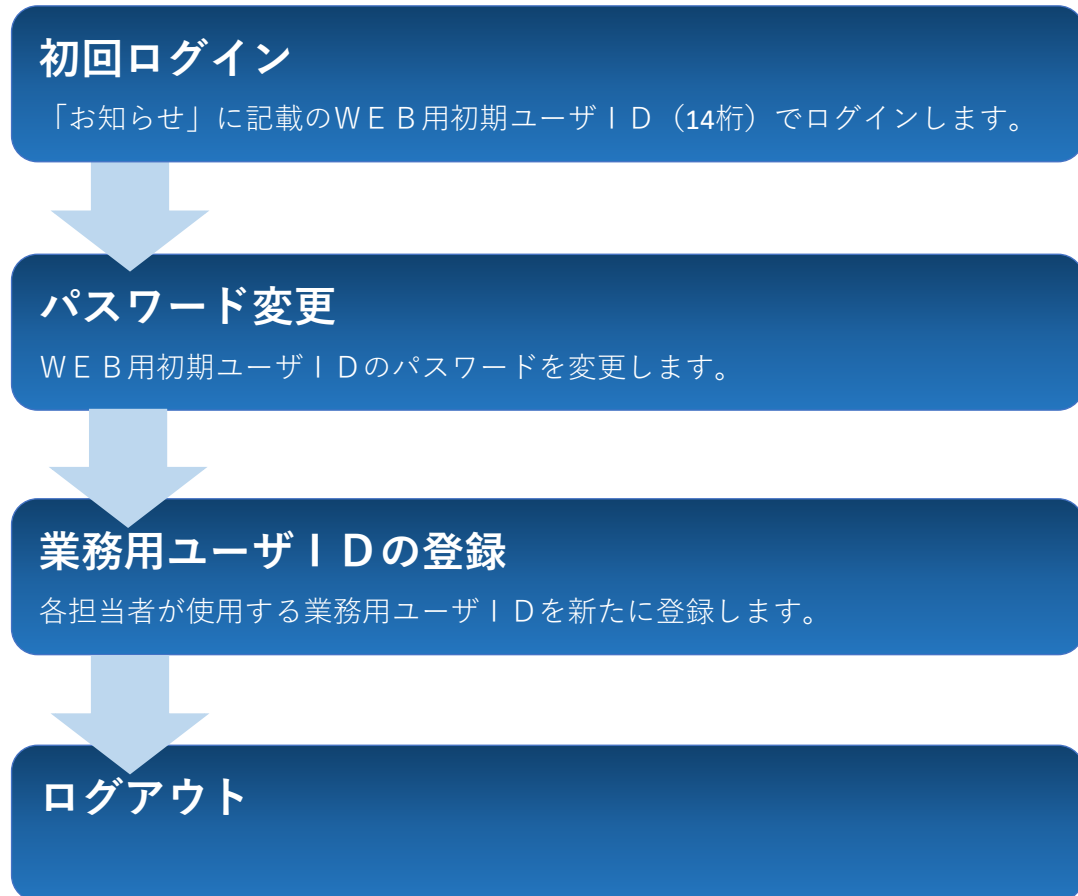 初回ログイン
「お知らせ」に記載のＷＥＢ用初期ユーザＩＤ（14桁）でログインします。
パスワード変更
ＷＥＢ用初期ユーザＩＤのパスワードを変更します。
業務用ユーザＩＤの登録
各担当者が使用する業務用ユーザＩＤを新たに登録します。
ログアウト